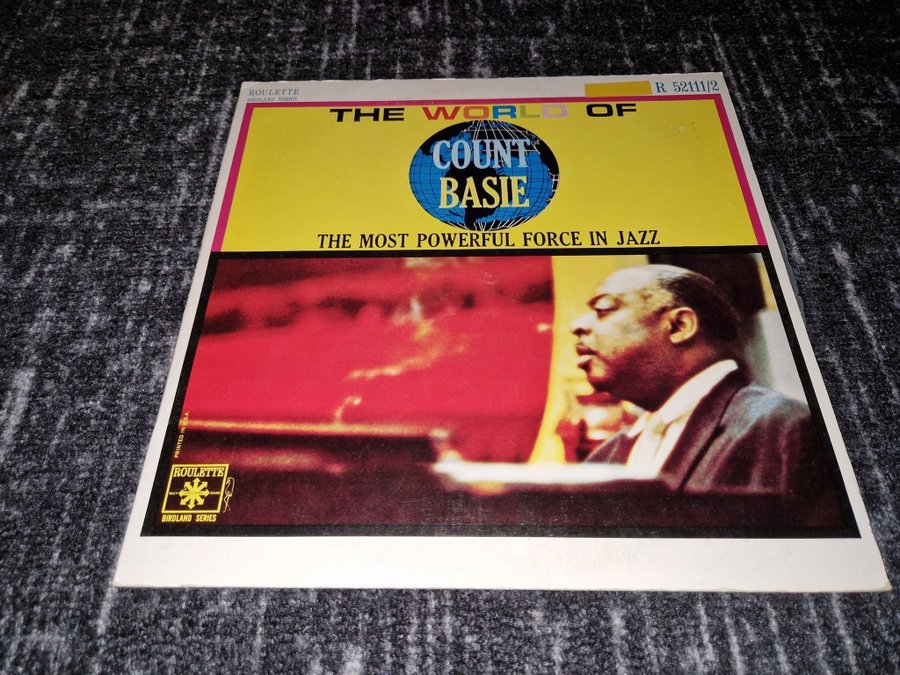 ROULETTE
BIRDLAND SERIES
R 52111/2
THE WORLD OF
COUNT
BASIE
THE MOST POWERFUL FORCE IN JAZZ
PRINTED IN U.S.A.
ROULETTE
BIRDLAND SERIES